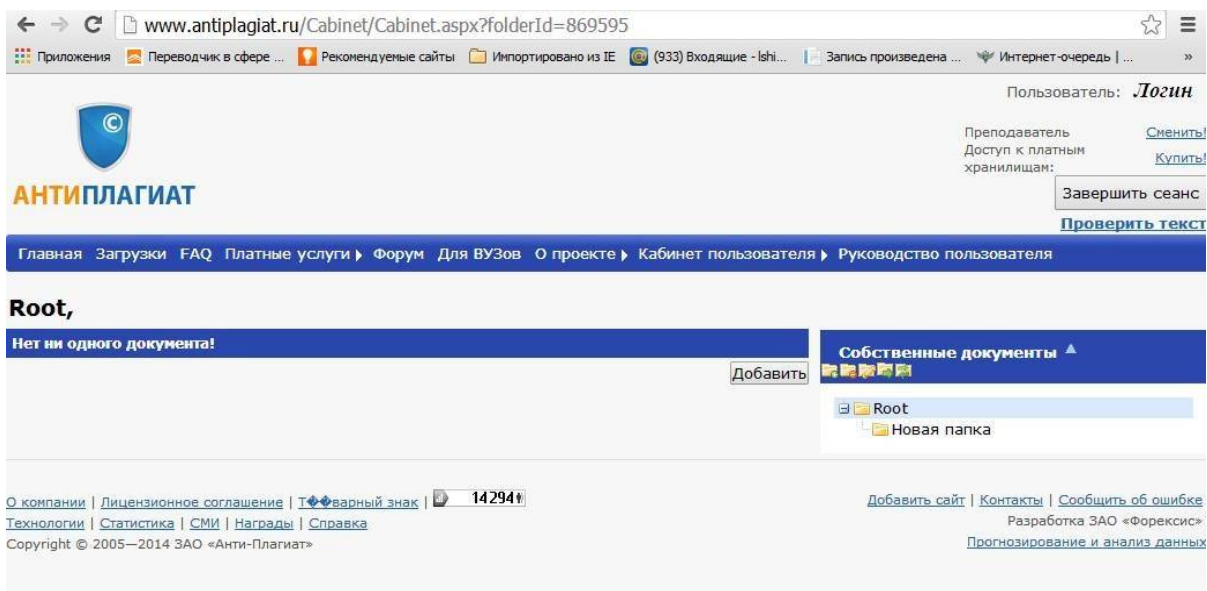 www.antiplagiat.ru/Cabinet/Cabinet.aspx?folderId=869595
Приложения Переводчик в сфере ... Рекомендуемые сайты Импортировано из IE (933) Входящие - lshi... Запись произведена ... Интернет-очередь | ... »
Пользователь: Логин
©
АНТИПЛАГИАТ
Преподаватель Сменить!
Доступ к платным хранилищам: Купить!
Завершить сеанс
Проверить текст
Главная Загрузки FAQ Платные услуги Форум Для ВУЗов О проекте Кабинет пользователя Руководство пользователя
Root,
Нет ни одного документа!
Собственные документы
Добавить
Root
Новая папка
О компании | Лицензионное соглашение | Т��варный знак | 14294
Технологии | Статистика | СМИ | Награды | Справка
Copyright © 2005—2014 ЗАО «Анти-Плагиат»
Добавить сайт | Контакты | Сообщить об ошибке
Разработка ЗАО «Форексис»
Прогнозирование и анализ данных